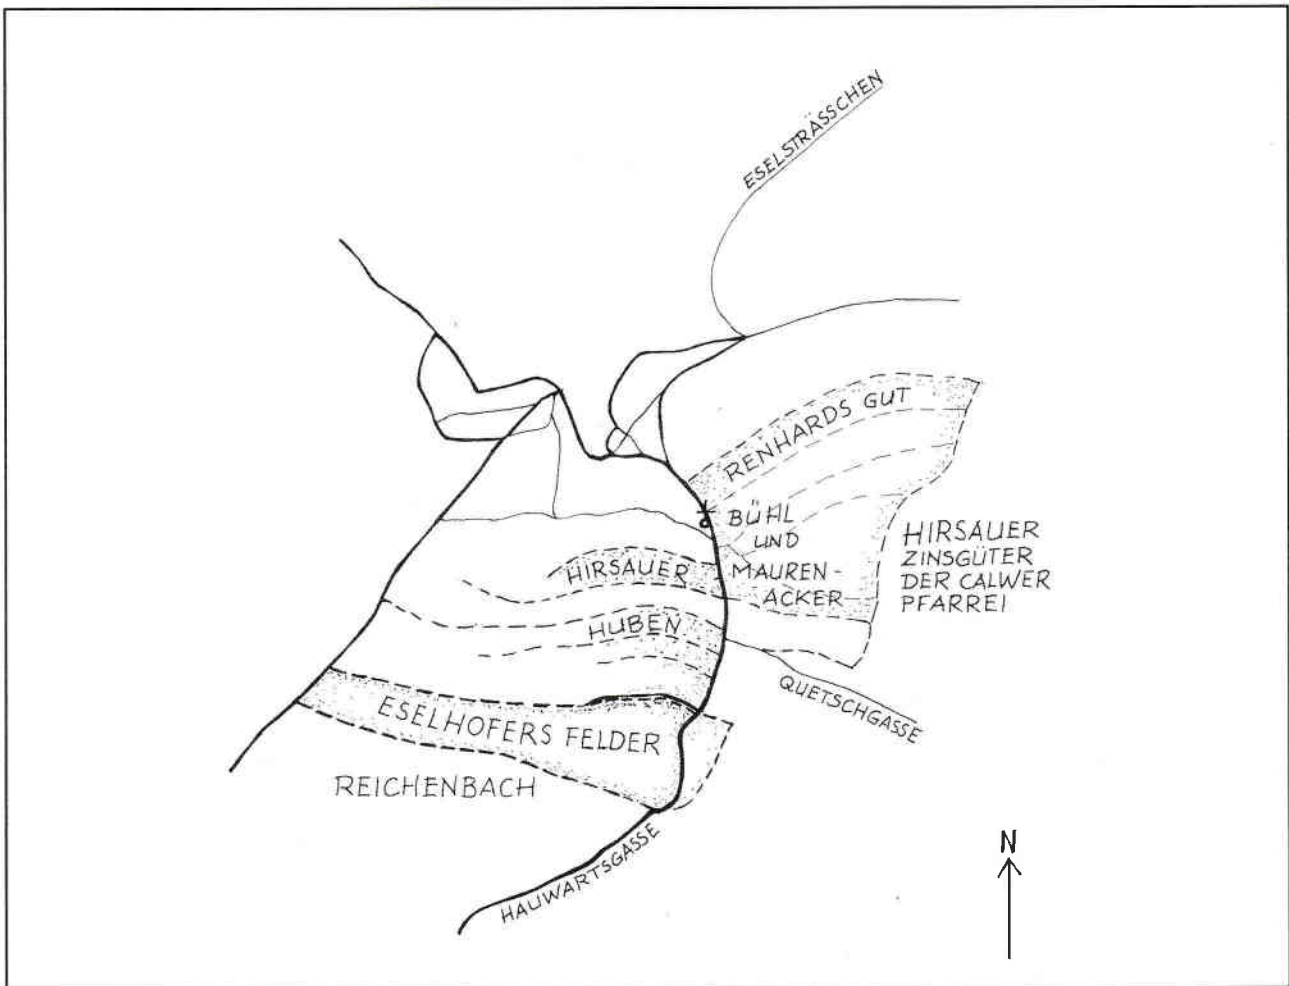 ESELSTRÄSSCHEN
RENHARDS GUT
BÜHL
UND
MAUREN-
ACKER
HIRSAUER
ZINSGÜTER
DER CALWER
PFARREI
HIRSAUER
HUBEN
QUETSCHGASSE
ESELHOFERS FELDER
REICHENBACH
HAUWARTSGASSE
N